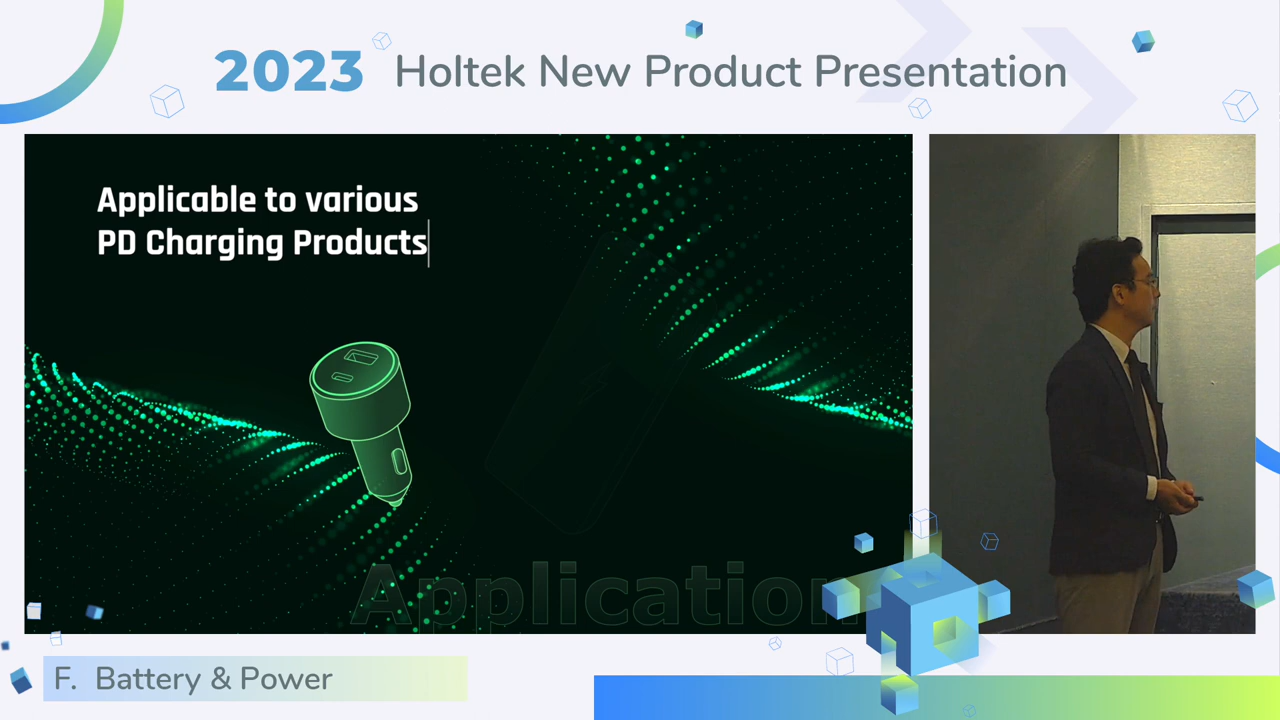 2023 Holtek New Product Presentation
Applicable to various
PD Charging Products
Application
F. Battery & Power